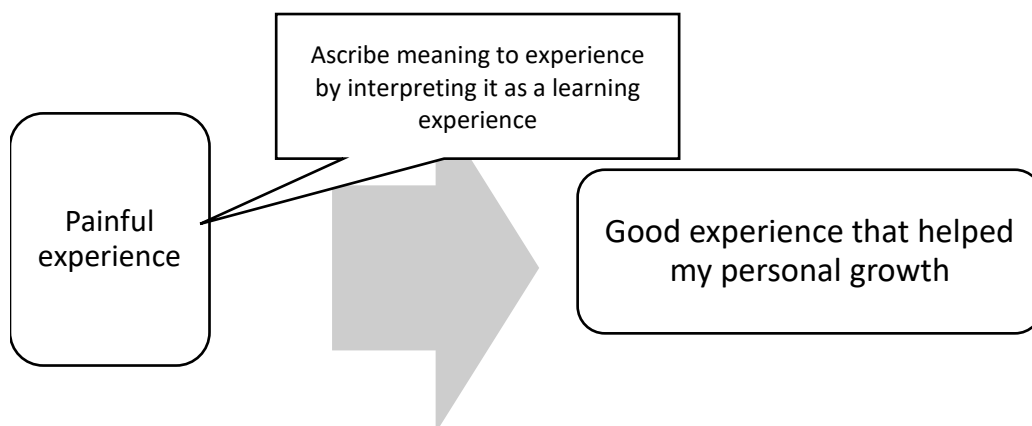 Ascribe meaning to experience
by interpreting it as a learning
experience
Painful
experience
Good experience that helped
my personal growth